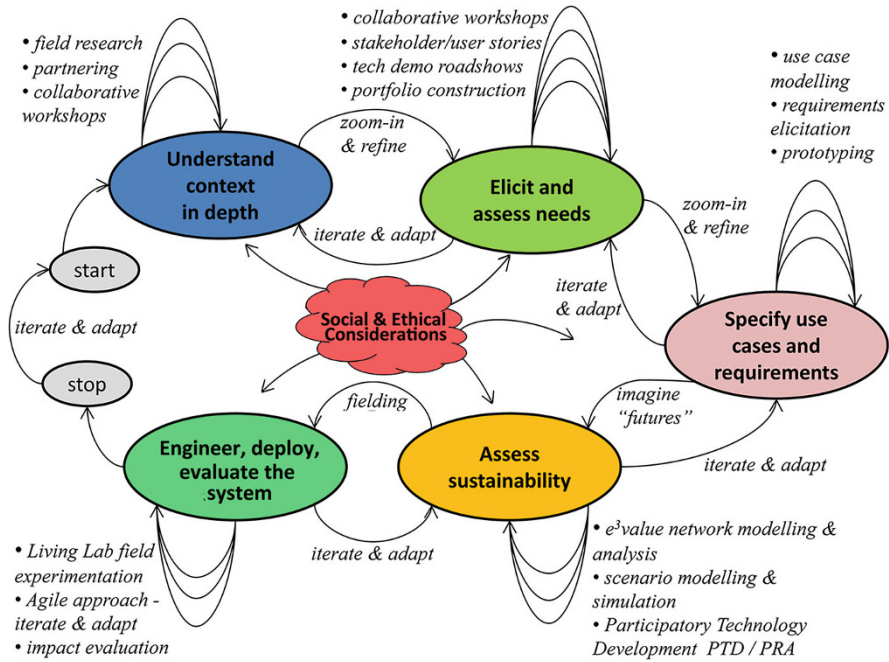 • field research
• partnering
• collaborative
workshops
• collaborative workshops
• stakeholder/user stories
• tech demo roadshows
• portfolio construction
• use case
modelling
• requirements
elicitation
• prototyping
zoom-in
& refine
Understand
context
in depth
Elicit and
assess needs
zoom-in
& refine
iterate & adapt
start
iterate
& adapt
Social & Ethical
Considerations
iterate & adapt
Specify use
cases and
requirements
stop
fielding
imagine
“futures”
Engineer, deploy,
evaluate the
system
Assess
sustainability
iterate & adapt
iterate & adapt
• Living Lab field
experimentation
• Agile approach -
iterate & adapt
• impact evaluation
• e³value network modelling &
analysis
• scenario modelling &
simulation
• Participatory Technology
Development PTD / PRA